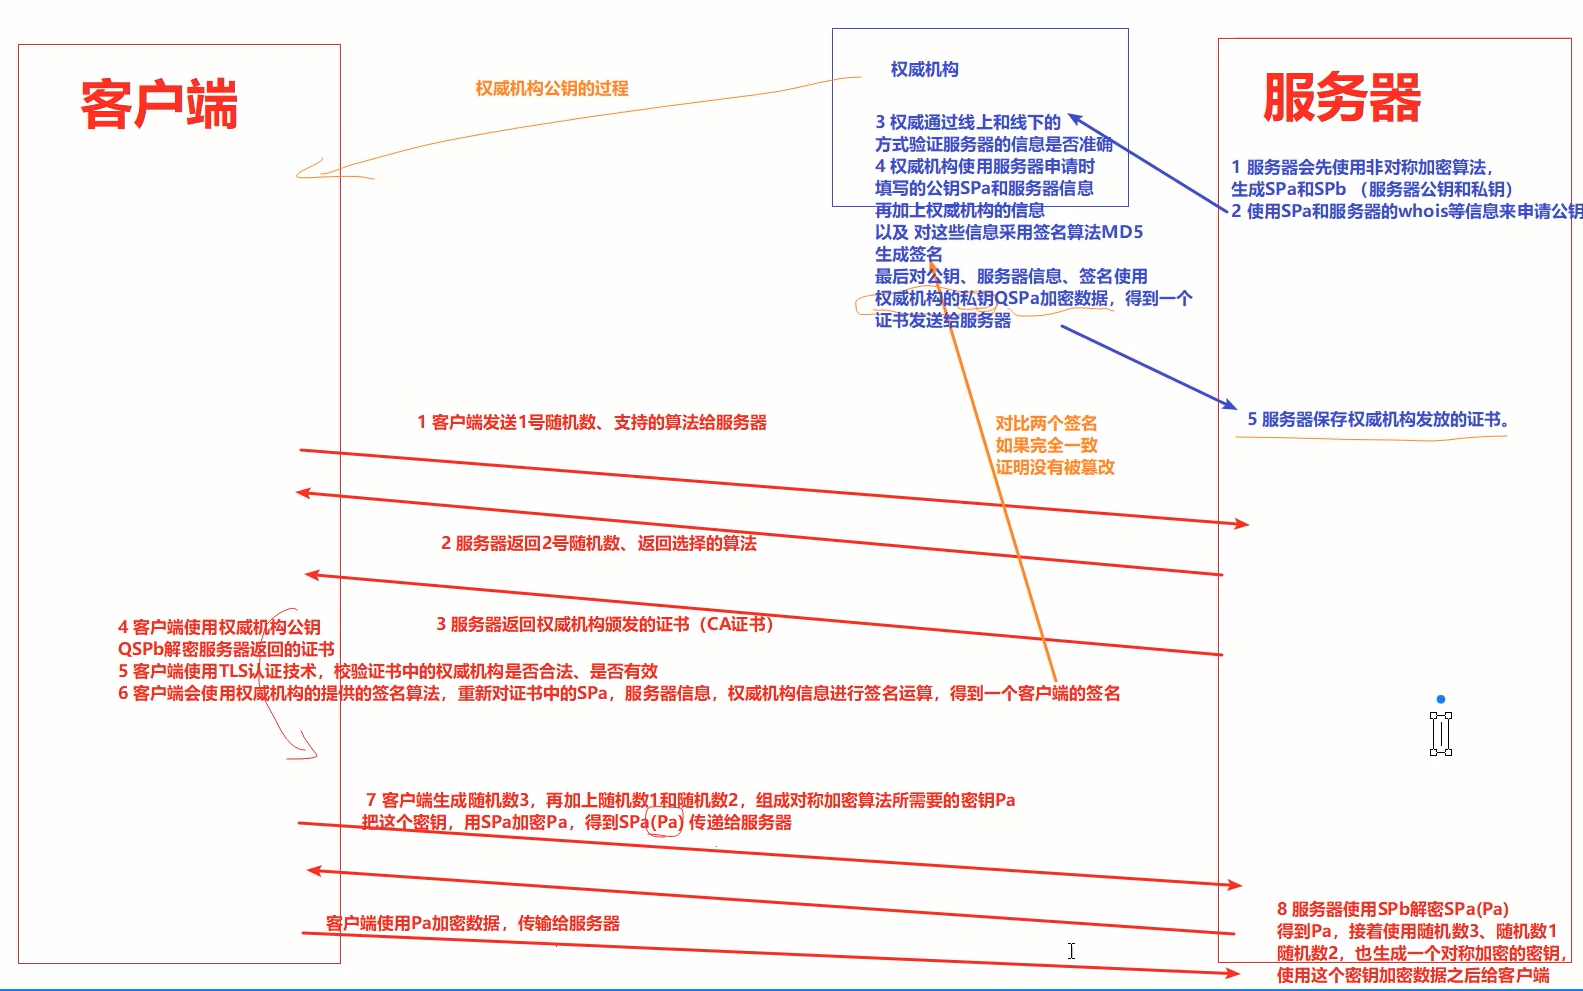 客户端
权威机构公钥的过程
权威机构
3 权威通过线上和线下的
方式验证服务器的信息是否准确
4 权威机构使用服务器申请时
填写的公钥SPa和服务器信息
再加上权威机构的信息
以及 对这些信息采用签名算法MD5
生成签名
最后对公钥、服务器信息、签名使用
权威机构的私钥QSPa加密数据，得到一个
证书发送给服务器
服务器
1 服务器会先使用非对称加密算法，
生成SPa和SPb （服务器公钥和私钥）
2 使用SPa和服务器的whois等信息来申请公钥
5 服务器保存权威机构发放的证书。
1 客户端发送1号随机数、支持的算法给服务器
对比两个签名
如果完全一致
证明没有被篡改
2 服务器返回2号随机数、返回选择的算法
3 服务器返回权威机构颁发的证书（CA证书）
4 客户端使用权威机构公钥
QSPb解密服务器返回的证书
5 客户端使用TLS认证技术，校验证书中的权威机构是否合法、是否有效
6 客户端会使用权威机构的提供的签名算法，重新对证书中的SPa，服务器信息，权威机构信息进行签名运算，得到一个客户端的签名
7 客户端生成随机数3，再加上随机数1和随机数2，组成对称加密算法所需要的密钥Pa
把这个密钥，用SPa加密Pa，得到SPa(Pa) 传递给服务器
客户端使用Pa加密数据，传输给服务器
8 服务器使用SPb解密SPa(Pa)
得到Pa，接着使用随机数3、随机数1
随机数2，也生成一个对称加密的密钥，
使用这个密钥加密数据之后给客户端